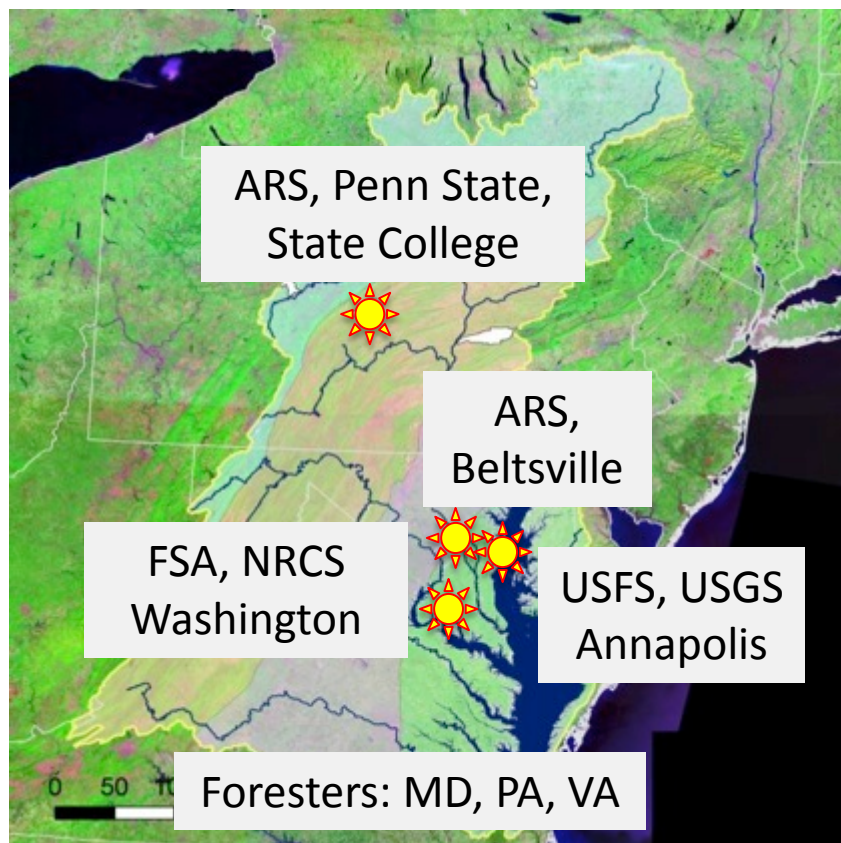 ARS, Penn State,
State College
ARS,
Beltsville
FSA, NRCS
Washington
USFS, USGS
Annapolis
0 50
Foresters: MD, PA, VA